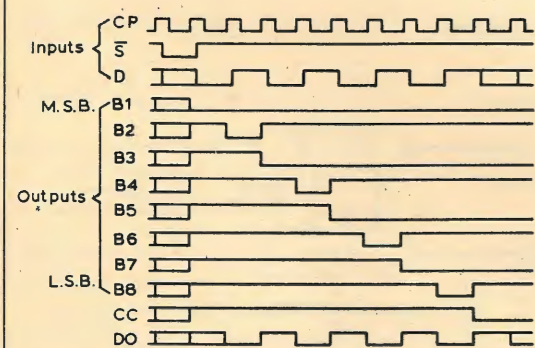 Inputs
CP
S̅
D
M.S.B.
B1
B2
B3
B4
Outputs
B5
B6
B7
L.S.B.
B8
CC
DO